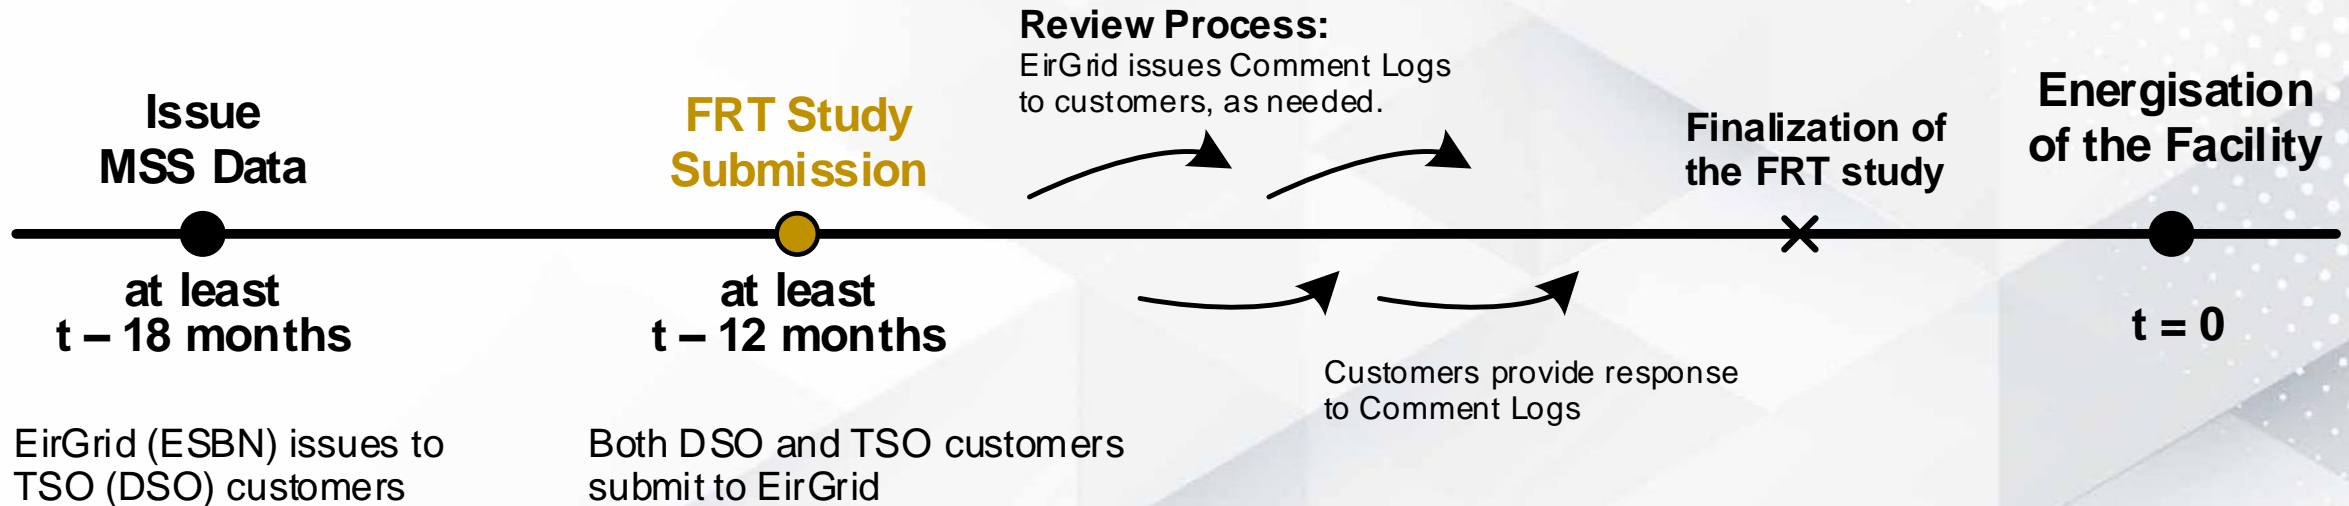 Issue
MSS Data
at least
t – 18 months
EirGrid (ESBN) issues to
TSO (DSO) customers
FRT Study
Submission
at least
t – 12 months
Both DSO and TSO customers
submit to EirGrid
Review Process:
EirGrid issues Comment Logs
to customers, as needed.
Customers provide response
to Comment Logs
Finalization of
the FRT study
Energisation
of the Facility
t = 0